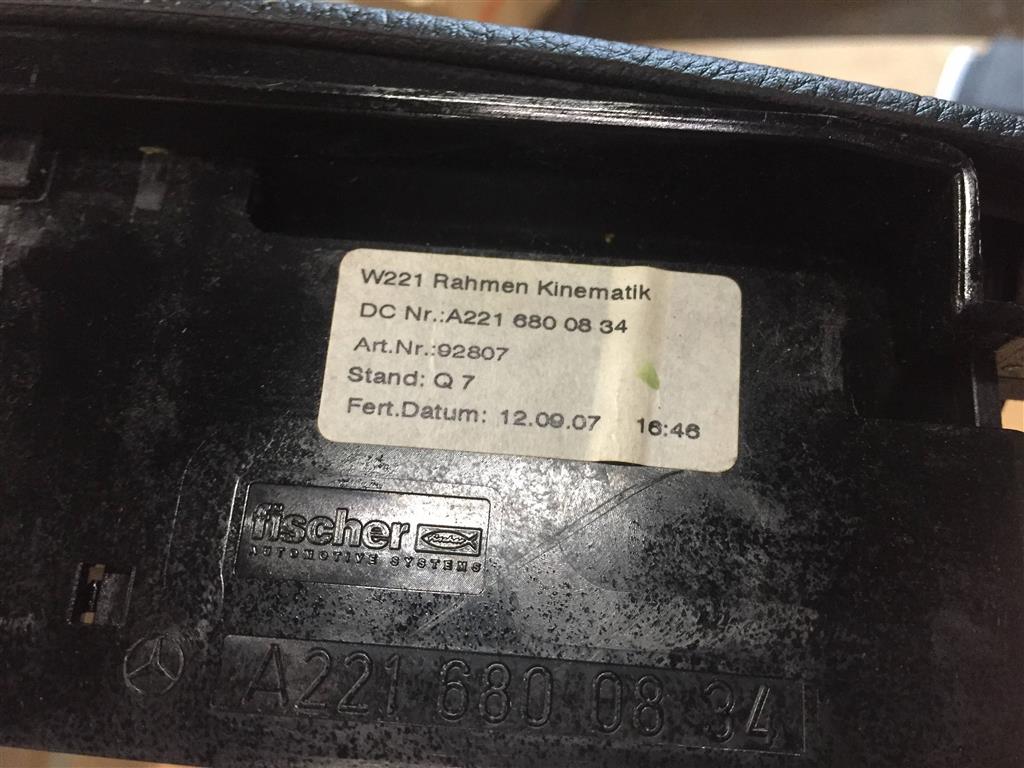 W221 Rahmen Kinematik
DC Nr.:A221 680 08 34
Art.Nr.:92807
Stand: Q 7
Fert.Datum: 12.09.07 16:46
fischer
AUTOMOTIVE SYSTEMS
A221 680 08 34